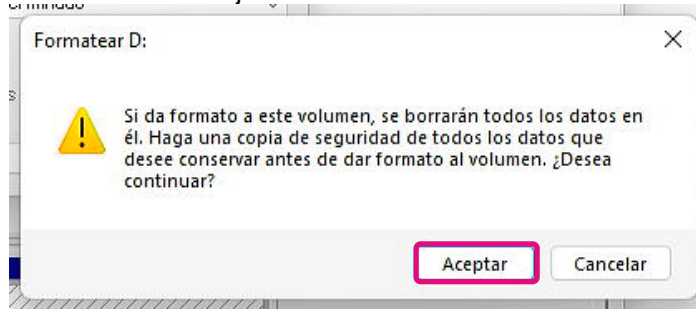 Formatear D:
Si da formato a este volumen, se borrarán todos los datos en
él. Haga una copia de seguridad de todos los datos que
desee conservar antes de dar formato al volumen. ¿Desea
continuar?
Aceptar
Cancelar